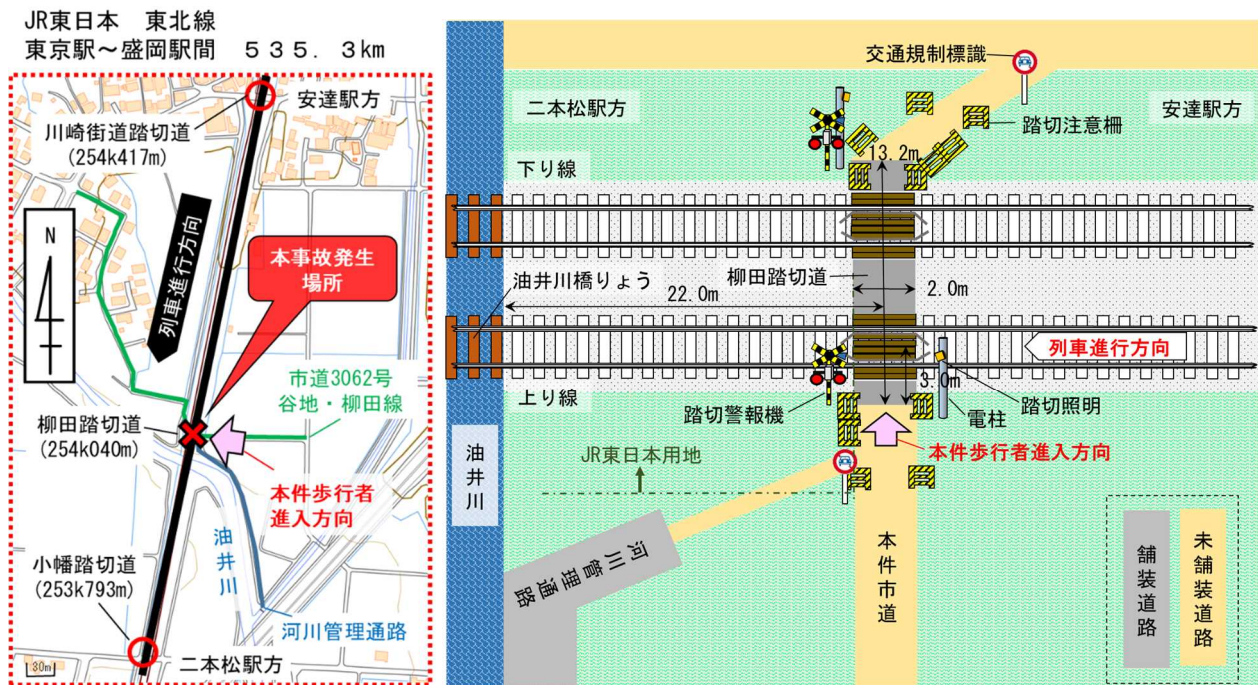 JR東日本　東北線
東京駅～盛岡駅間　５３５．３km
安達駅方
川崎街道踏切道
(254k417m)
N
列車進行方向
本事故発生
場所
市道3062号
谷地・柳田線
柳田踏切道
(254k040m)
本件歩行者
進入方向
油井川
小幡踏切道
(253k793m)
河川管理通路
二本松駅方
30m
交通規制標識
二本松駅方
安達駅方
踏切注意柵
13.2m
下り線
柳田踏切道
油井川橋りょう
22.0m
2.0m
列車進行方向
3.0m
上り線
踏切警報機
踏切照明
電柱
本件歩行者進入方向
JR東日本用地
油井川
河川管理通路
本件市道
舗装道路
未舗装道路